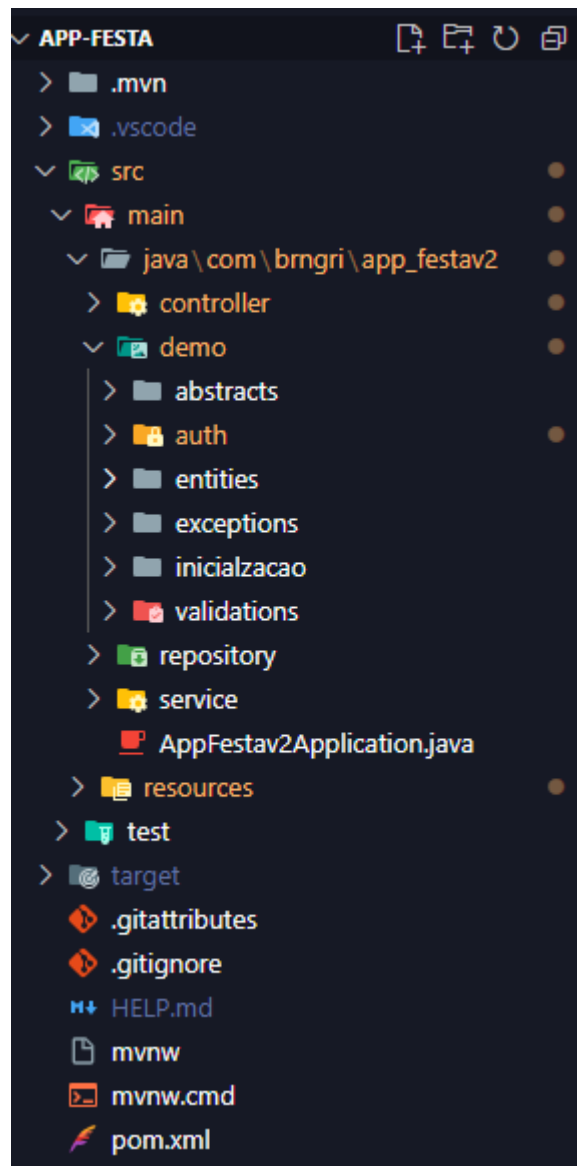 APP-FESTA
.mvn
.vscode
src
main
java\com\brngri\app_festav2
controller
demo
abstracts
auth
entities
exceptions
inicialzacao
validations
repository
service
AppFestav2Application.java
resources
test
target
.gitattributes
.gitignore
HELP.md
mvnw
mvnw.cmd
pom.xml